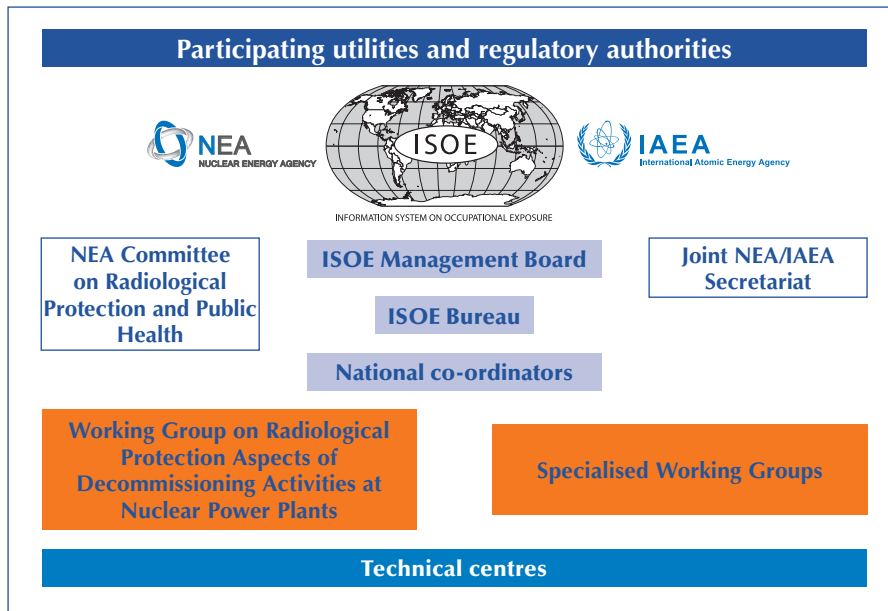 Participating utilities and regulatory authorities
NEA
NUCLEAR ENERGY AGENCY
ISOE
IAEA
International Atomic Energy Agency
INFORMATION SYSTEM ON OCCUPATIONAL EXPOSURE
NEA Committee
on Radiological
Protection and Public
Health
ISOE Management Board
Joint NEA/IAEA
Secretariat
ISOE Bureau
National co-ordinators
Working Group on Radiological
Protection Aspects of
Decommissioning Activities at
Nuclear Power Plants
Specialised Working Groups
Technical centres